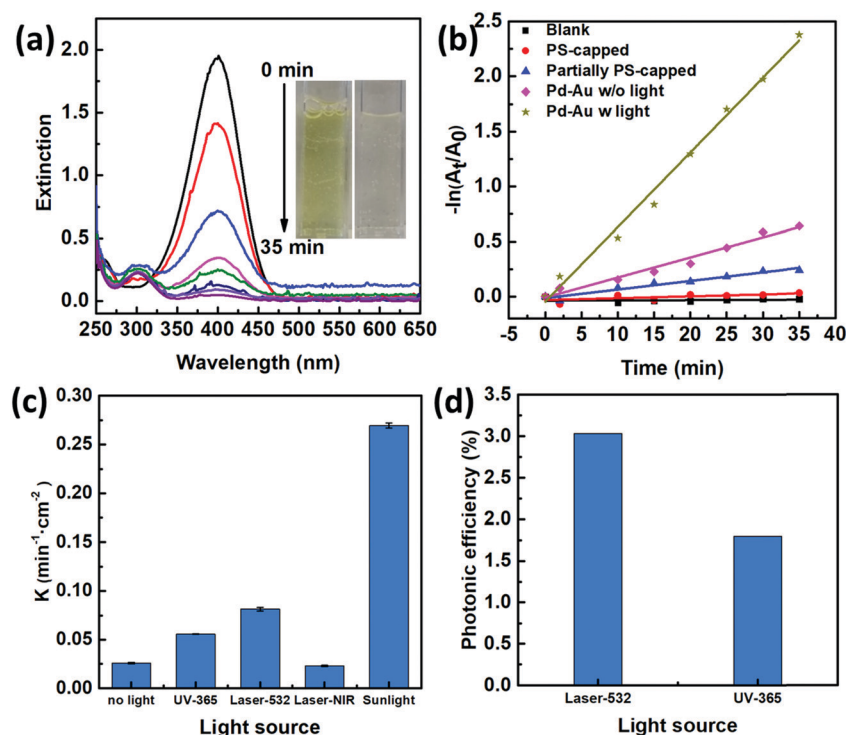 (a)
Extinction
2.0
1.5
1.0
0.5
0.0
0 min
35 min
250 300 350 400 450 500 550 600 650
Wavelength (nm)
(b)
-ln(At/A0)
-2.5
2.0
1.5
1.0
0.5
0.0
Blank
PS-capped
Partially PS-capped
Pd-Au w/o light
Pd-Au w light
-5 0 5 10 15 20 25 30 35 40
Time (min)
(c)
K (min⁻¹·cm⁻²)
0.30
0.25
0.20
0.15
0.10
0.05
0.00
no light UV-365 Laser-532 Laser-NIR Sunlight
Light source
(d)
Photonic efficiency (%)
3.5
3.0
2.5
2.0
1.5
1.0
0.5
0.0
Laser-532 UV-365
Light source